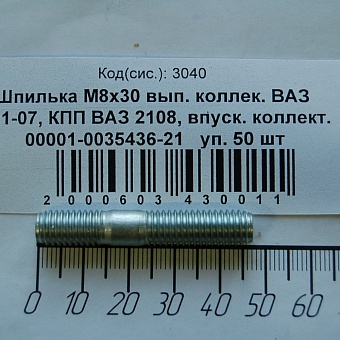 Код(сис.): 3040
Шпилька М8х30 вып. коллек. ВАЗ
1-07, КПП ВАЗ 2108, впуск. коллект.
00001-0035436-21 уп. 50 шт
2 000603 430011
0 10 20 30 40 50 60